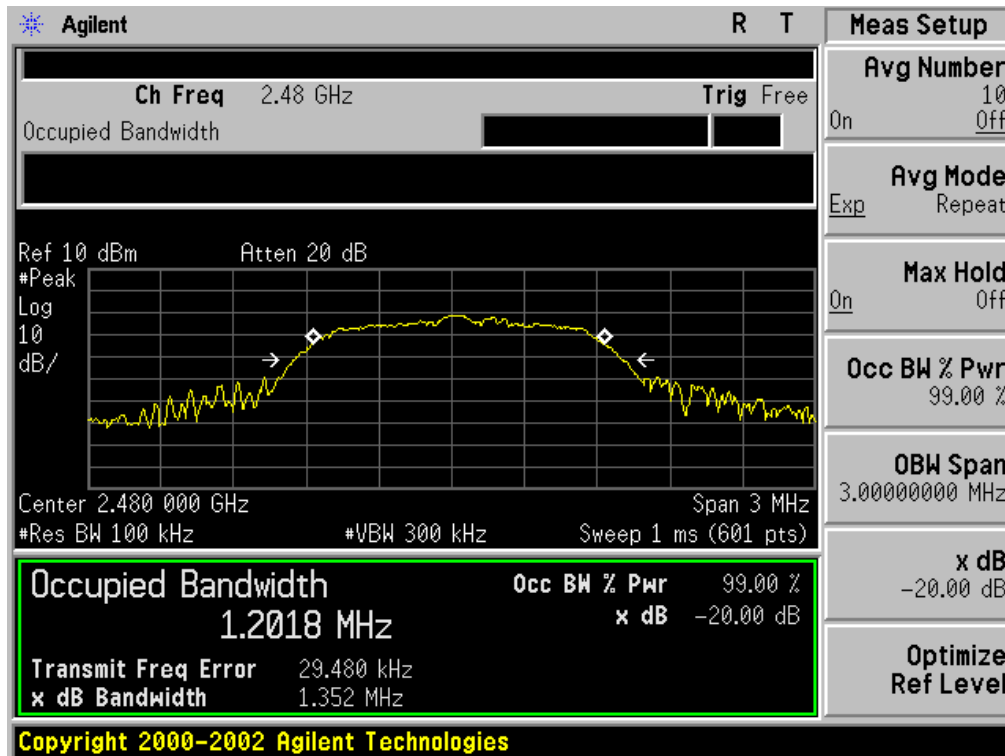 Agilent R T
Ch Freq 2.48 GHz Trig Free
Occupied Bandwidth
Ref 10 dBm Atten 20 dB
#Peak
Log
10
dB/
Center 2.480 000 GHz Span 3 MHz
#Res BW 100 kHz #VBW 300 kHz Sweep 1 ms (601 pts)
Occupied Bandwidth
1.2018 MHz
Occ BW % Pwr 99.00 %
x dB -20.00 dB
Transmit Freq Error 29.480 kHz
x dB Bandwidth 1.352 MHz
Copyright 2000-2002 Agilent Technologies
Meas Setup
Avg Number
10
On Off
Avg Mode
Exp Repeat
Max Hold
On Off
Occ BW % Pwr
99.00 %
OBW Span
3.00000000 MHz
x dB
-20.00 dB
Optimize
Ref Level